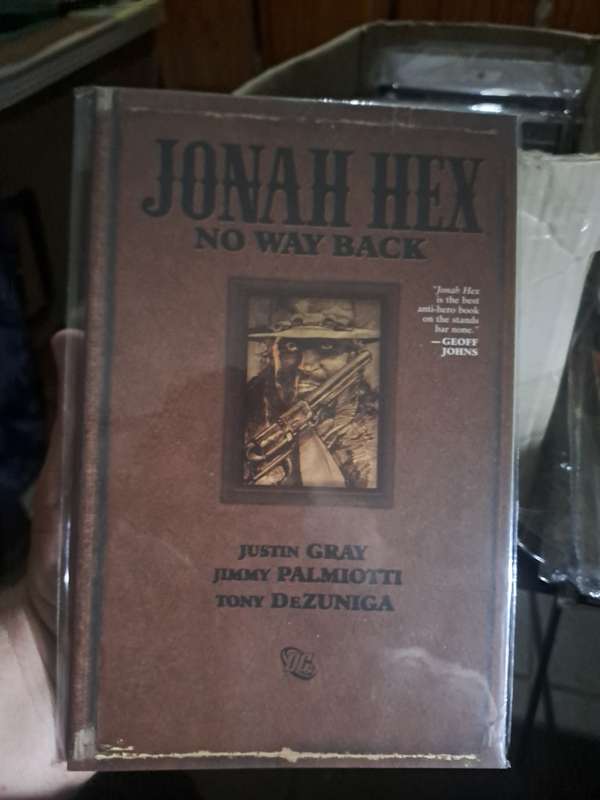 JONAH HEX
NO WAY BACK
"Jonah Hex
is the best
anti-hero book
on the stands
bar none."
—GEOFF
JOHNS
JUSTIN GRAY
JIMMY PALMIOTTI
TONY DeZUNIGA
DC